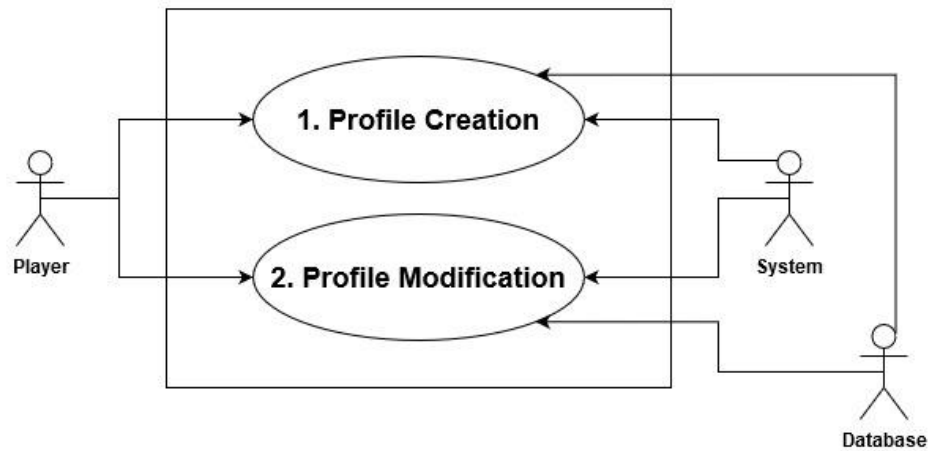 1. Profile Creation
Player
System
2. Profile Modification
Database